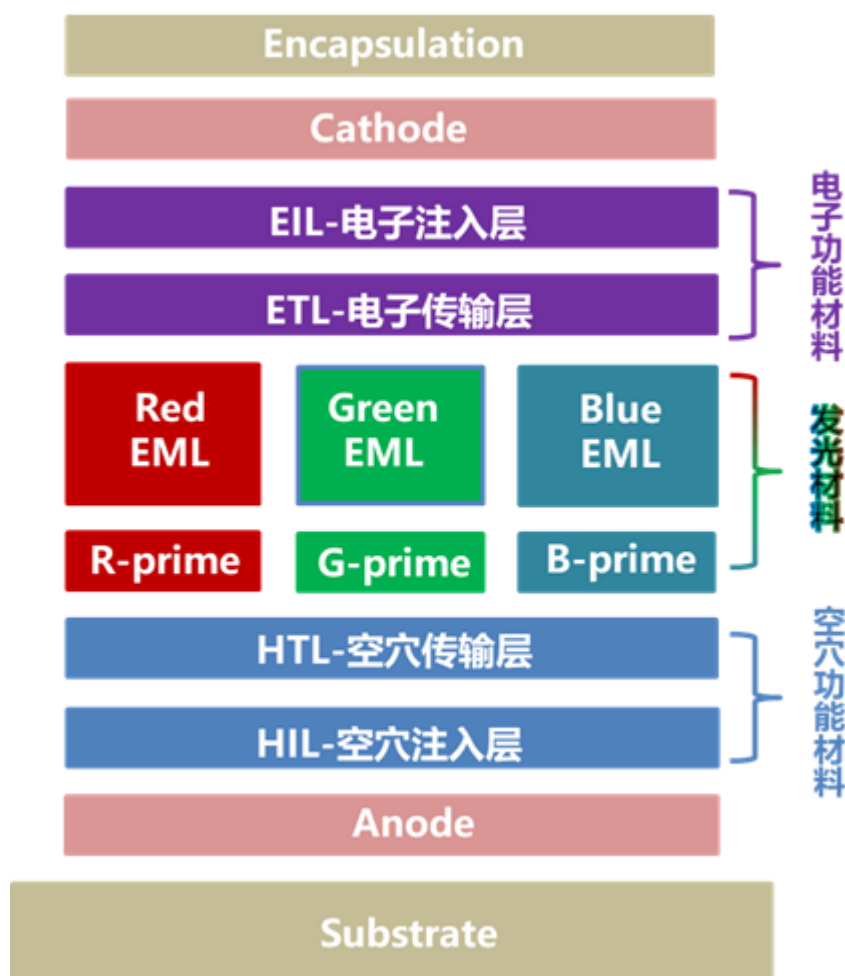 Encapsulation
Cathode
EIL-电子注入层
ETL-电子传输层
电子功能材料
Red
EML
Green
EML
Blue
EML
R-prime
G-prime
B-prime
发光材料
HTL-空穴传输层
HIL-空穴注入层
空穴功能材料
Anode
Substrate